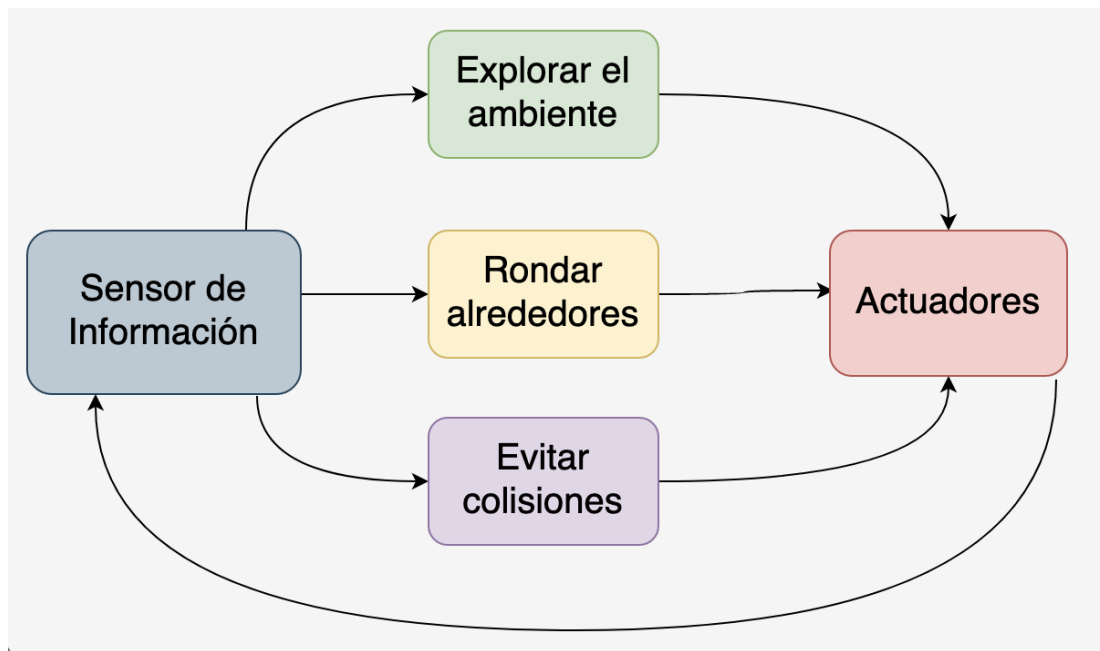 Explorar el
ambiente
Sensor de
Información
Rondar
alrededores
Actuadores
Evitar
colisiones